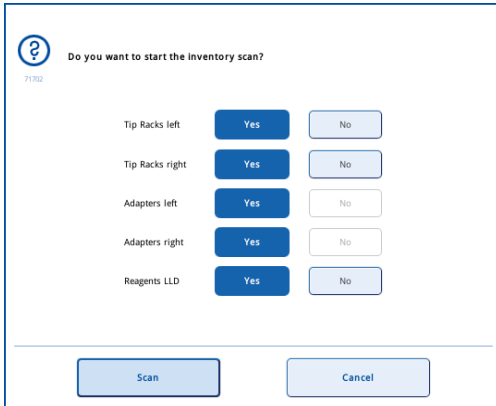 Do you want to start the inventory scan?
71702
Tip Racks left Yes No
Tip Racks right Yes No
Adapters left Yes No
Adapters right Yes No
Reagents LLD Yes No
Scan Cancel